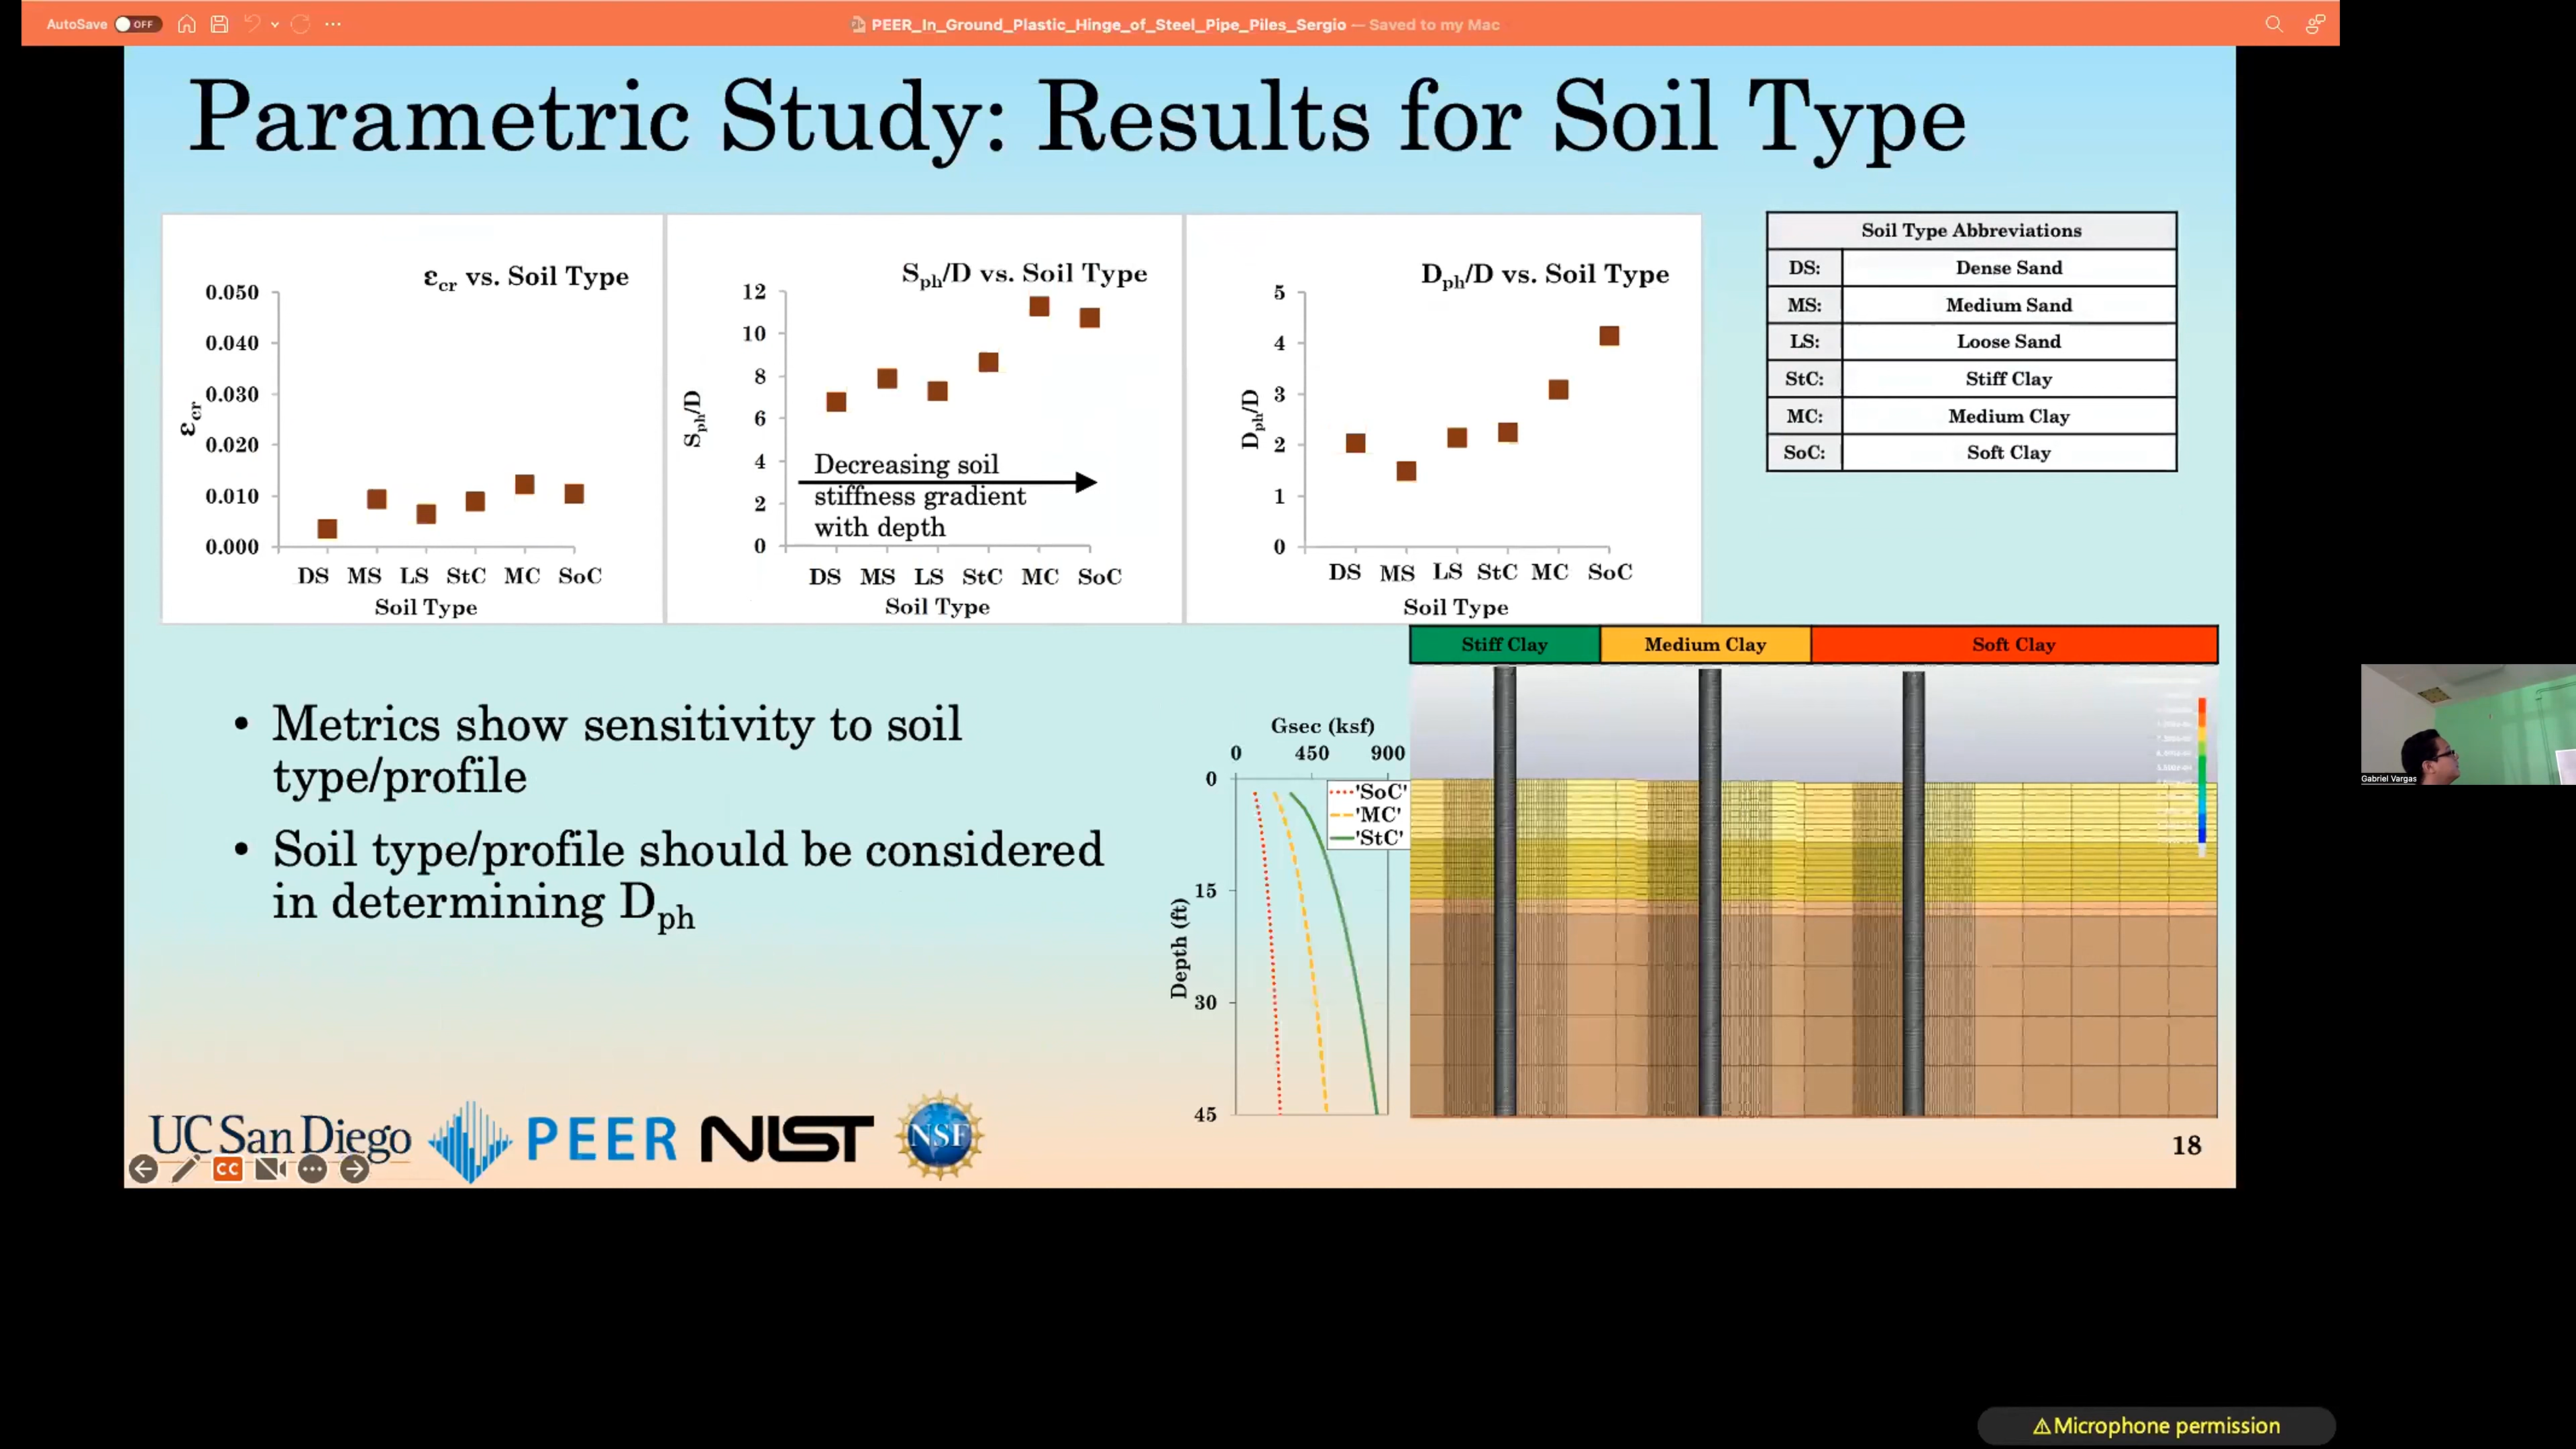 AutoSave OFF
PEER_In_Ground_Plastic_Hinge_of_Steel_Pipe_Piles_Sergio — Saved to my Mac
Parametric Study: Results for Soil Type
εcr vs. Soil Type
0.050
0.040
0.030
0.020
0.010
0.000
εcr
DS MS LS StC MC SoC
Soil Type
Sph/D vs. Soil Type
12
10
8
6
4
2
0
Sph/D
Decreasing soil
stiffness gradient
with depth
DS MS LS StC MC SoC
Soil Type
Dph/D vs. Soil Type
5
4
3
2
1
0
Dph/D
DS MS LS StC MC SoC
Soil Type
Soil Type Abbreviations
DS: Dense Sand
MS: Medium Sand
LS: Loose Sand
StC: Stiff Clay
MC: Medium Clay
SoC: Soft Clay
• Metrics show sensitivity to soil
type/profile
• Soil type/profile should be considered
in determining Dph
Gsec (ksf)
0 450 900
0
15
30
45
Depth (ft)
'SoC'
'MC'
'StC'
Stiff Clay Medium Clay Soft Clay
Gabriel Vargas
UC San Diego PEER NIST NSF
CC
18
Microphone permission